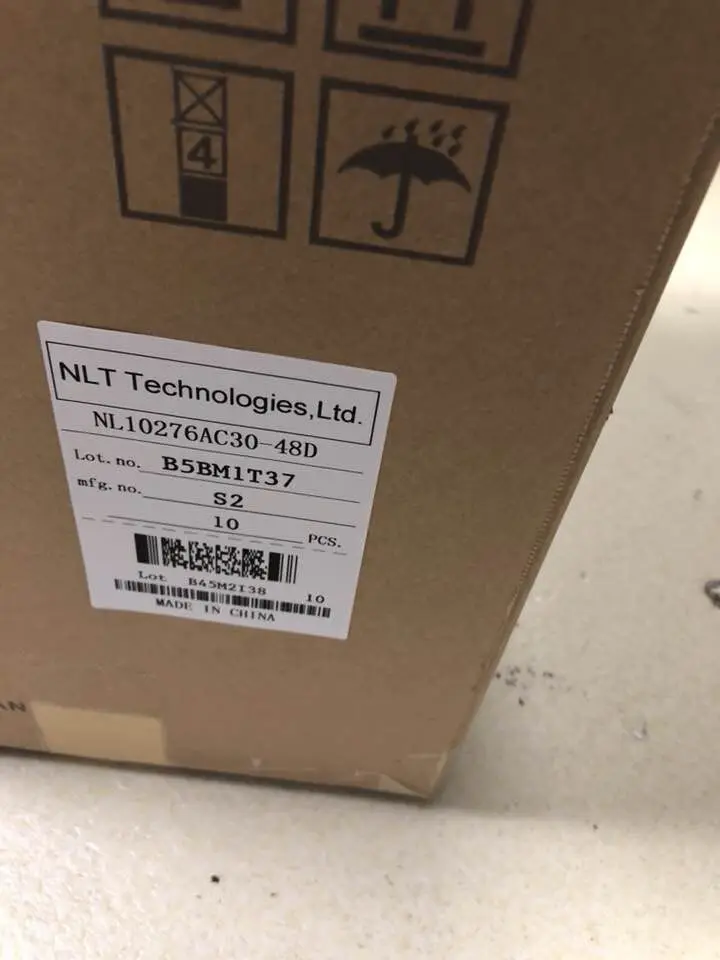 4
NLT Technologies,Ltd.
NL10276AC30-48D
Lot. no. B5BM1T37
mfg. no. S2
10 PCS.
Lot B45M2I38 10
MADE IN CHINA
AN